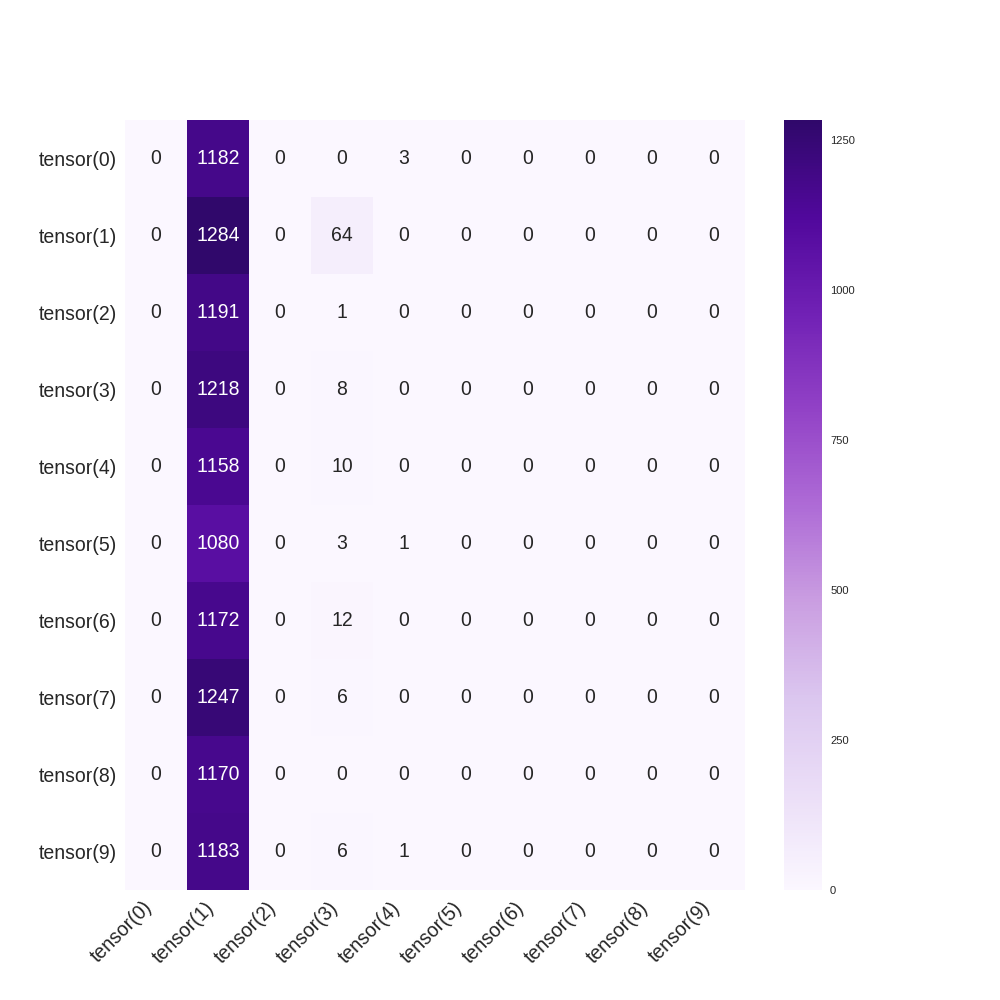 tensor(0) 0 1182 0 0 3 0 0 0 0 0
tensor(1) 0 1284 0 64 0 0 0 0 0 0
tensor(2) 0 1191 0 1 0 0 0 0 0 0
tensor(3) 0 1218 0 8 0 0 0 0 0 0
tensor(4) 0 1158 0 10 0 0 0 0 0 0
tensor(5) 0 1080 0 3 1 0 0 0 0 0
tensor(6) 0 1172 0 12 0 0 0 0 0 0
tensor(7) 0 1247 0 6 0 0 0 0 0 0
tensor(8) 0 1170 0 0 0 0 0 0 0 0
tensor(9) 0 1183 0 6 1 0 0 0 0 0
tensor(0) tensor(1) tensor(2) tensor(3) tensor(4) tensor(5) tensor(6) tensor(7) tensor(8) tensor(9)
1250
1000
750
500
250
0